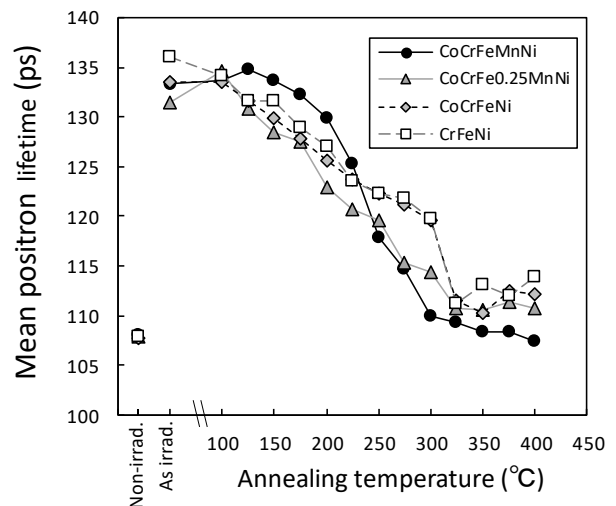 140
135
130
125
120
115
110
105
100
Mean positron lifetime (ps)
CoCrFeMnNi
CoCrFe0.25MnNi
CoCrFeNi
CrFeNi
Non-irrad.
As irrad.
100 150 200 250 300 350 400 450
Annealing temperature (℃)